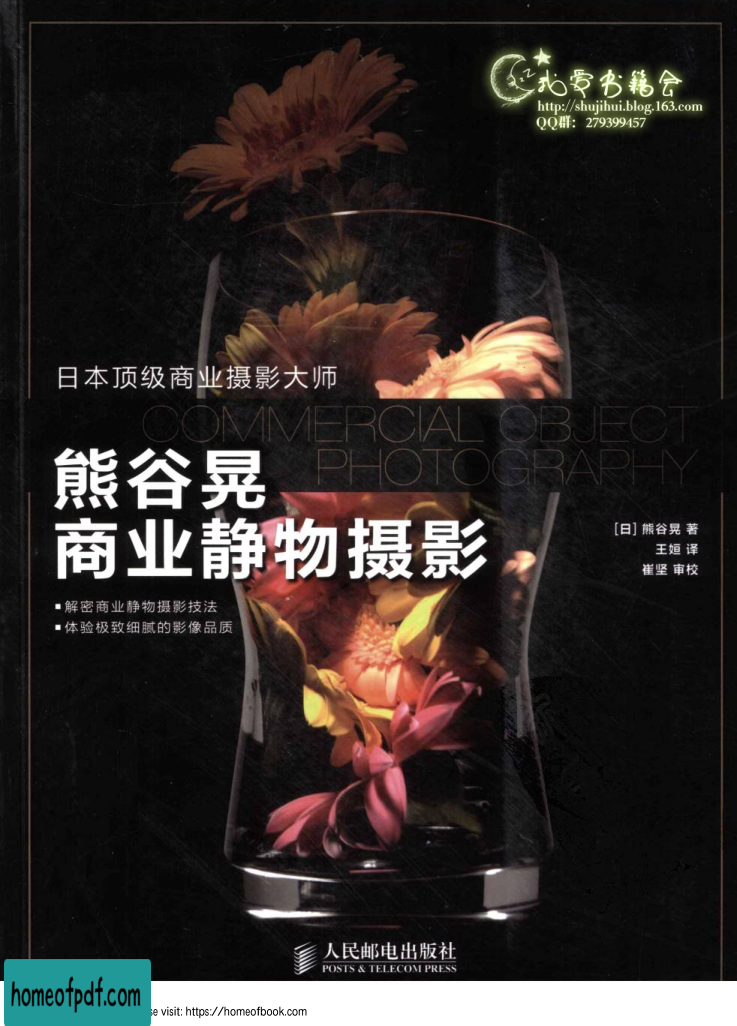 我爱书籍会
http://shujihui.blog.163.com
QQ群：279399457
日本顶级商业摄影大师
COMMERCIAL OBJECT
PHOTOGRAPHY
熊谷晃
商业静物摄影
[日] 熊谷晃 著
王姮 译
崔坚 审校
▪解密商业静物摄影技法
▪体验极致细腻的影像品质
人民邮电出版社
POSTS & TELECOM PRESS
homeofpdf.com
se visit: https://homeofbook.com